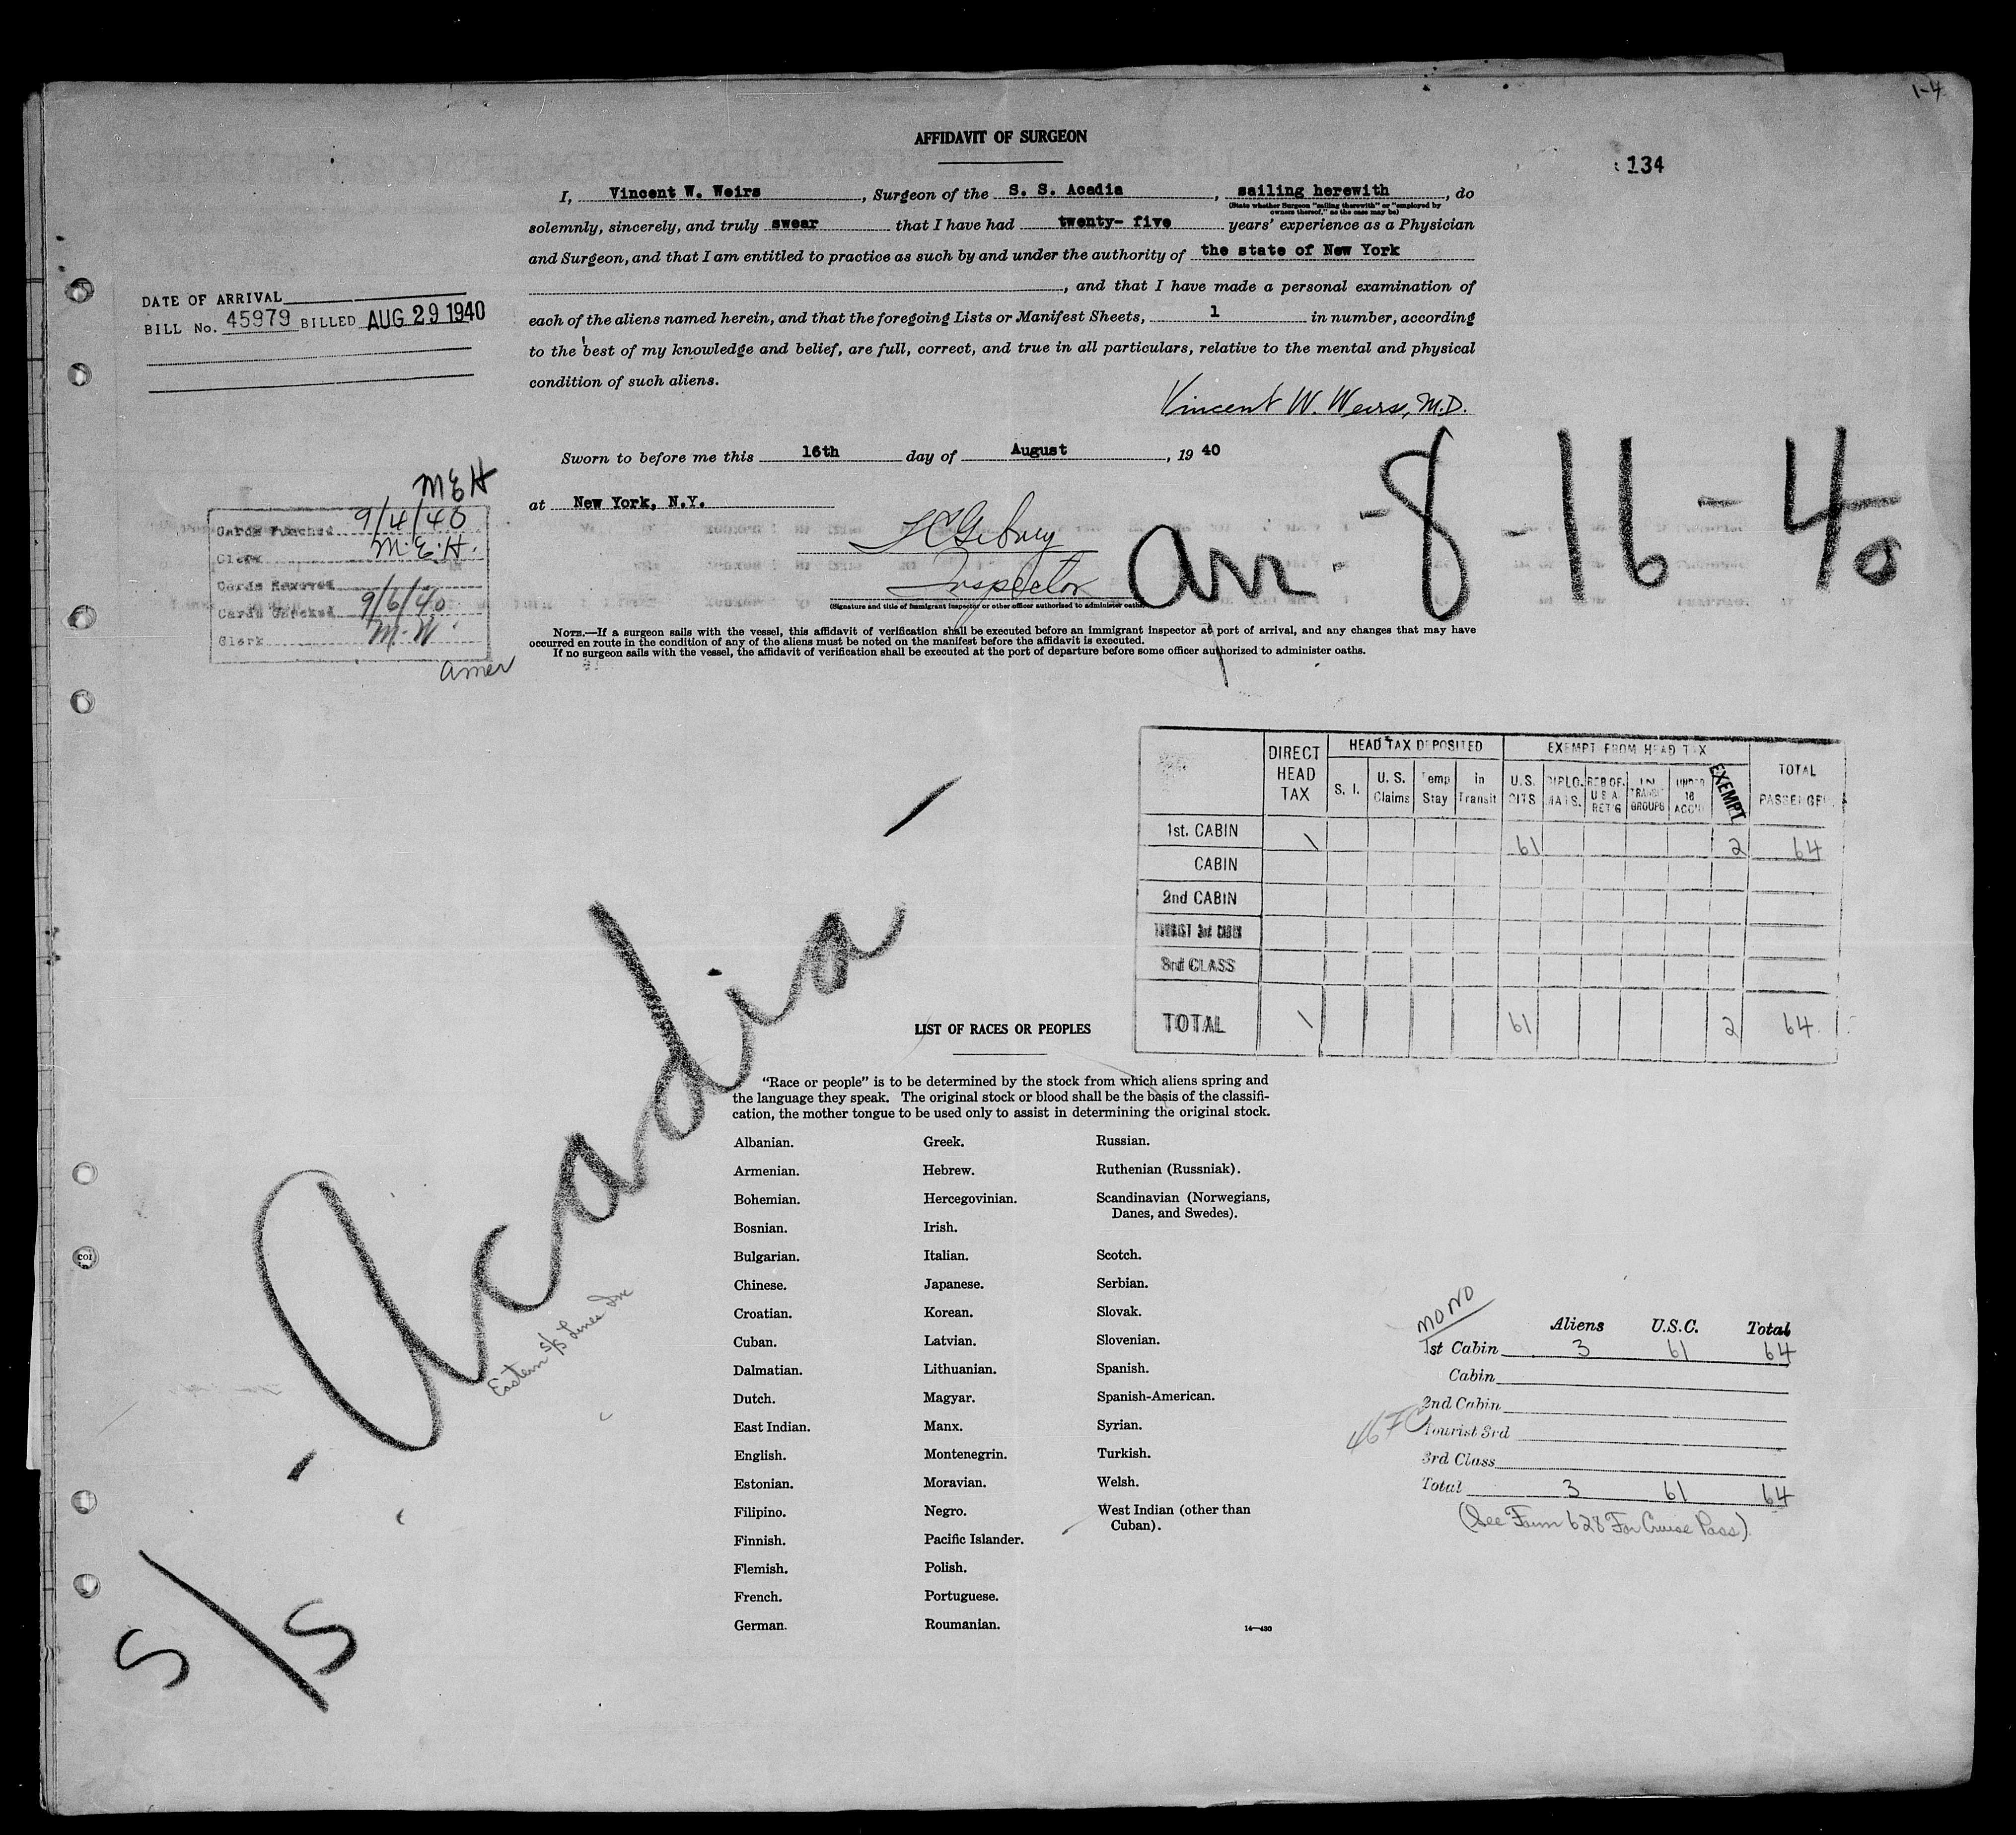 1-4
AFFIDAVIT OF SURGEON
134
I, Vincent W. Weirs, Surgeon of the S. S. Acadia, sailing herewith, do
(State whether Surgeon "sailing therewith" or "employed by
owners thereof," as the case may be)
solemnly, sincerely, and truly swear that I have had twenty- five years' experience as a Physician
and Surgeon, and that I am entitled to practice as such by and under the authority of the state of New York
, and that I have made a personal examination of
each of the aliens named herein, and that the foregoing Lists or Manifest Sheets, 1 in number, according
to the best of my knowledge and belief, are full, correct, and true in all particulars, relative to the mental and physical
condition of such aliens.
Vincent W. Weirs, M.D.
DATE OF ARRIVAL
BILL No. 45979 BILLED AUG 29 1940
Sworn to before me this 16th day of August, 19 40
at New York, N.Y.
Inspector
(Signature and title of immigrant inspector or other officer authorized to administer oaths)
Arr - 8 - 16 - 40
MEH
Cards Punched 9/4/40
Clerk M.E.H.
Cards Removed
Cards Checked 9/6/40
Clerk M.W.
amer
NOTE.—If a surgeon sails with the vessel, this affidavit of verification shall be executed before an immigrant inspector at port of arrival, and any changes that may have
occurred en route in the condition of any of the aliens must be noted on the manifest before the affidavit is executed.
If no surgeon sails with the vessel, the affidavit of verification shall be executed at the port of departure before some officer authorized to administer oaths.
DIRECT HEAD TAX
HEAD TAX DEPOSITED
EXEMPT FROM HEAD TAX
TOTAL PASSENGERS
S. I. U. S. Claims Temp Stay in Transit U.S. CITS DIPLO. MATS. RES OF. U S A. RET'G IN TRANSIT GROUPS UNDER 16 ACC'D EXEMPT
1st. CABIN 1 61 2 64
CABIN
2nd CABIN
TOURIST 3rd CABIN
3rd CLASS
TOTAL 1 61 2 64
S/S - Acadia -
Eastern S/S Lines Inc
LIST OF RACES OR PEOPLES
"Race or people" is to be determined by the stock from which aliens spring and
the language they speak. The original stock or blood shall be the basis of the classifi-
cation, the mother tongue to be used only to assist in determining the original stock.
Albanian.
Armenian.
Bohemian.
Bosnian.
Bulgarian.
Chinese.
Croatian.
Cuban.
Dalmatian.
Dutch.
East Indian.
English.
Estonian.
Filipino.
Finnish.
Flemish.
French.
German.
Greek.
Hebrew.
Hercegovinian.
Irish.
Italian.
Japanese.
Korean.
Latvian.
Lithuanian.
Magyar.
Manx.
Montenegrin.
Moravian.
Negro.
Pacific Islander.
Polish.
Portuguese.
Roumanian.
Russian.
Ruthenian (Russniak).
Scandinavian (Norwegians,
Danes, and Swedes).
Scotch.
Serbian.
Slovak.
Slovenian.
Spanish.
Spanish-American.
Syrian.
Turkish.
Welsh.
West Indian (other than
Cuban).
14—430
MONO
Aliens U.S.C. Total
1st Cabin 3 61 64
Cabin
2nd Cabin
Tourist 3rd
3rd Class
Total 3 61 64
(See Form 628 For Cruise Pass)